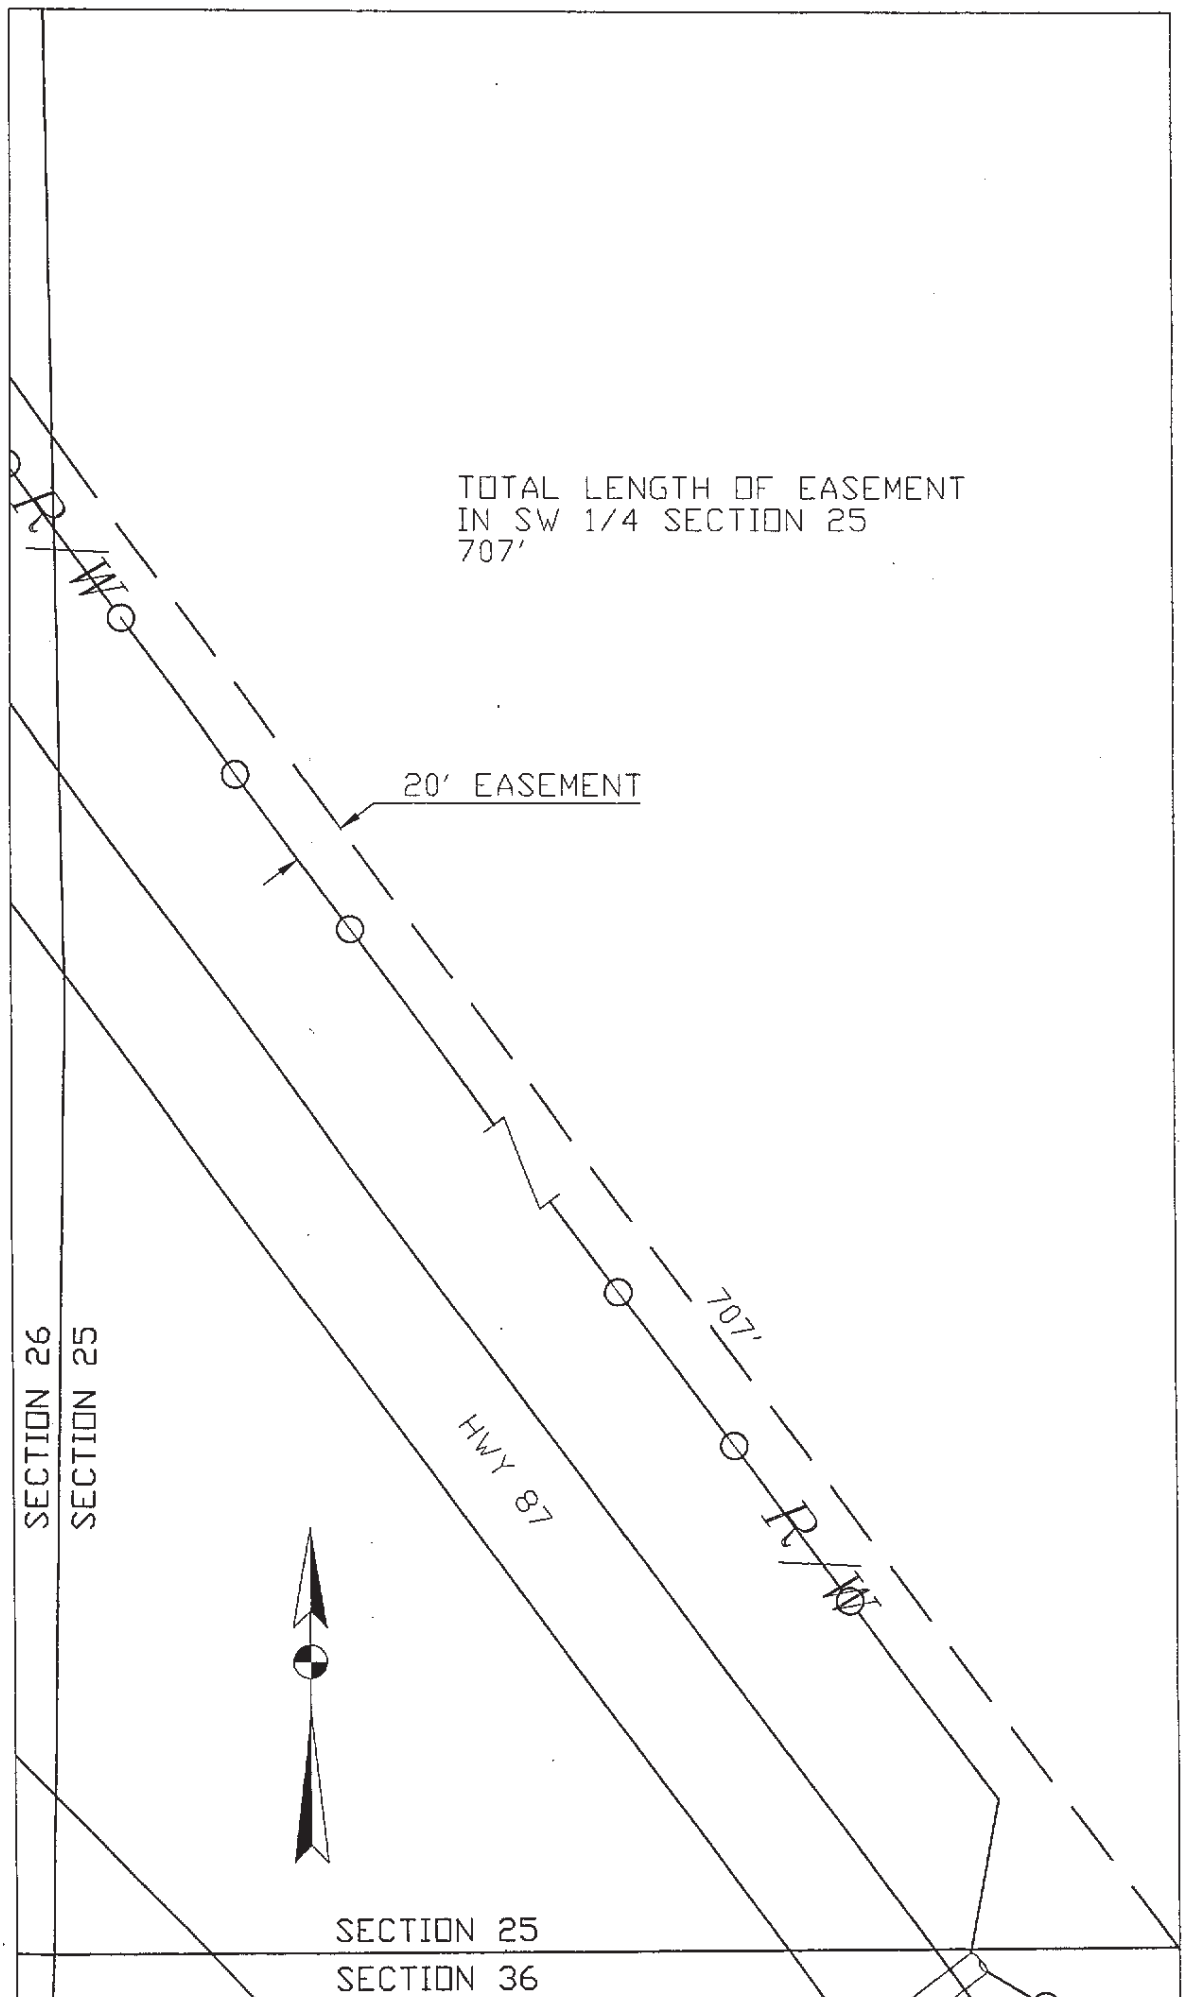 R/W
TOTAL LENGTH OF EASEMENT
IN SW 1/4 SECTION 25
707'
20' EASEMENT
707'
SECTION 26
SECTION 25
HWY 87
R/W
SECTION 25
SECTION 36